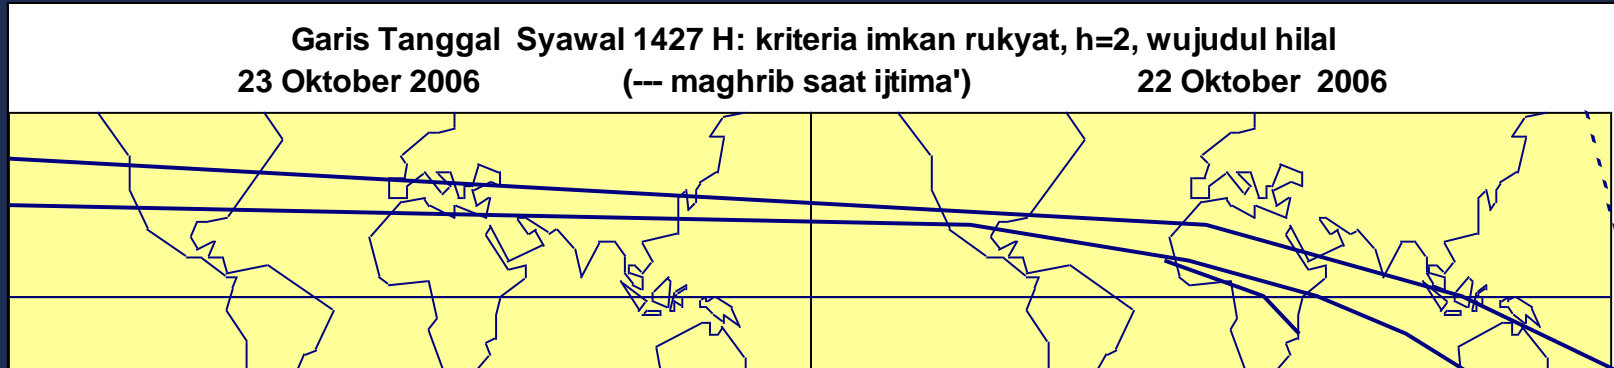 Garis Tanggal Syawal 1427 H: kriteria imkan rukyat, h=2, wujudul hilal
23 Oktober 2006 (--- maghrib saat ijtima') 22 Oktober 2006